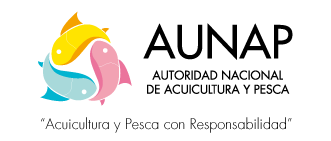 AUNAP
AUTORIDAD NACIONAL
DE ACUICULTURA Y PESCA
“Acuicultura y Pesca con Responsabilidad”